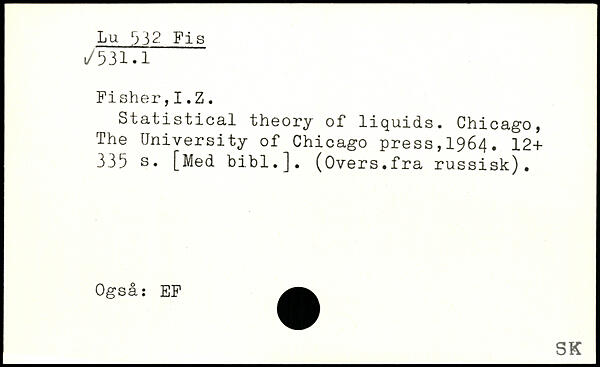 Lu 532 Fis
√531.1
Fisher,I.Z.
Statistical theory of liquids. Chicago,
The University of Chicago press,1964. 12+
335 s. [Med bibl.]. (Overs.fra russisk).
Også: EF
SK